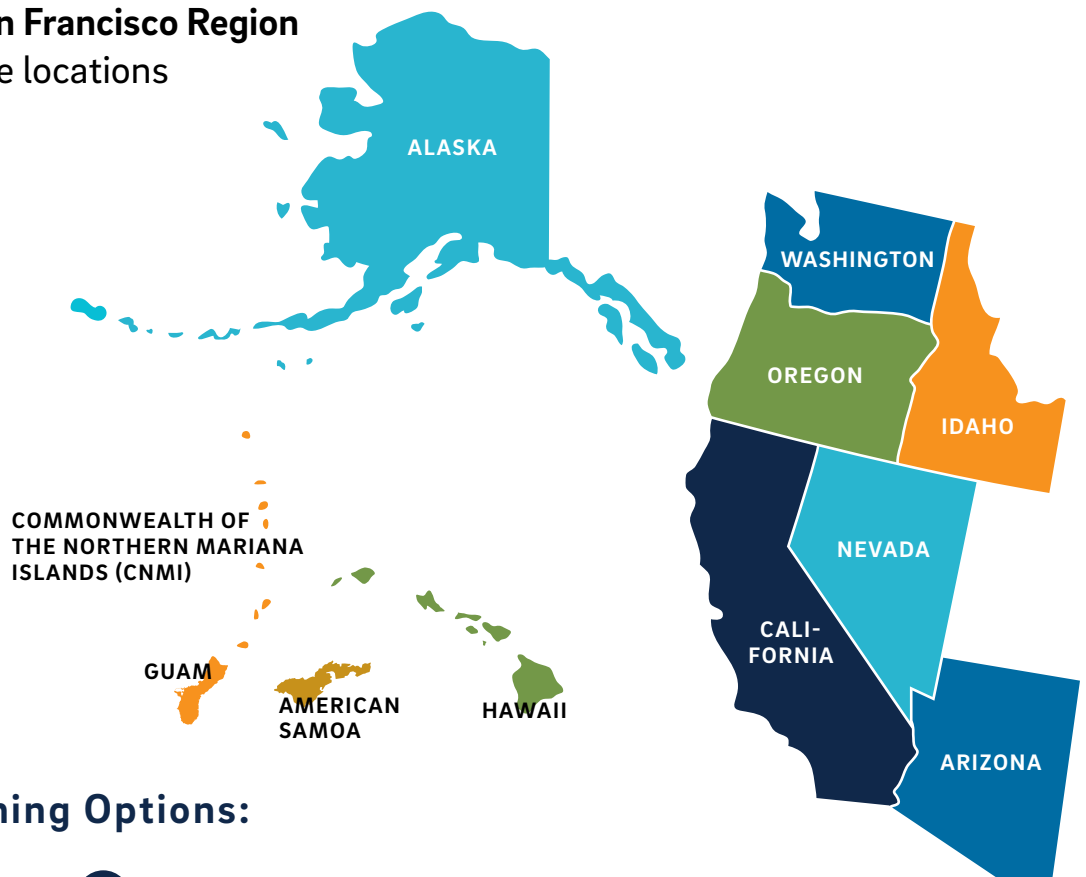 n Francisco Region
e locations
ALASKA
WASHINGTON
OREGON
IDAHO
COMMONWEALTH OF
THE NORTHERN MARIANA
ISLANDS (CNMI)
NEVADA
CALI-
FORNIA
GUAM
AMERICAN
SAMOA
HAWAII
ARIZONA
ning Options: